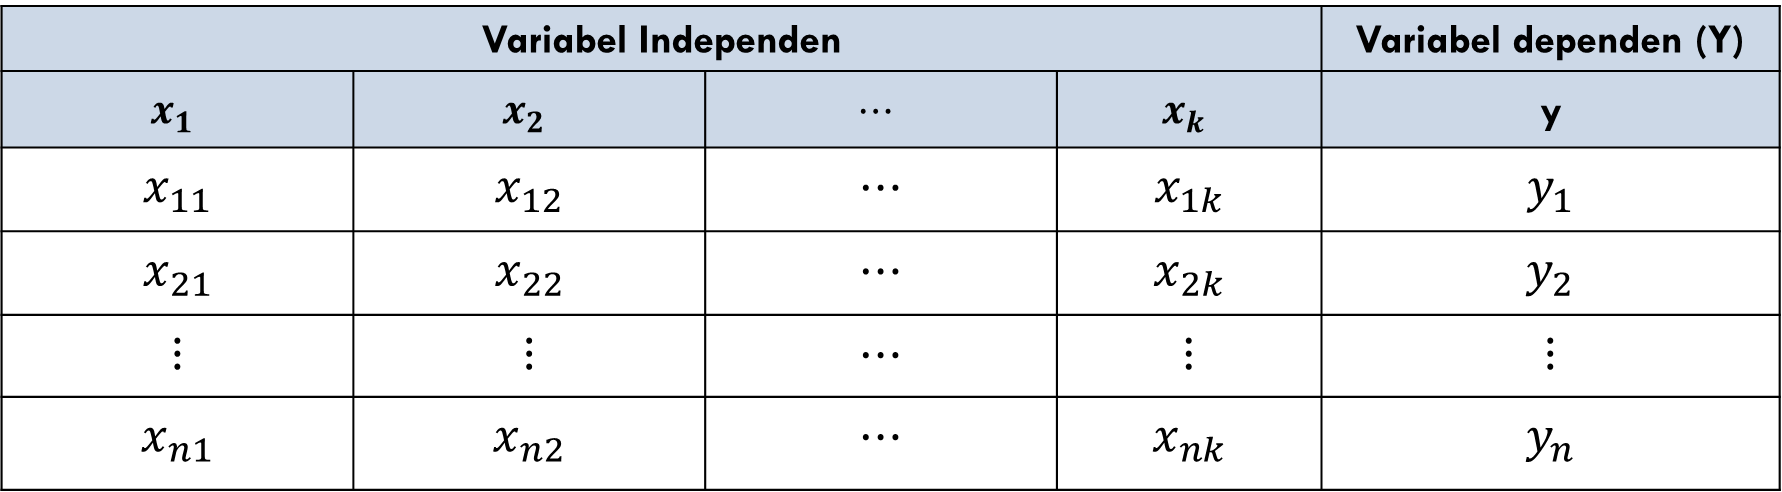 Variabel Independen Variabel dependen (Y)
x₁ x₂ ⋯ xₖ y
x₁₁ x₁₂ ⋯ x₁ₖ y₁
x₂₁ x₂₂ ⋯ x₂ₖ y₂
⋮ ⋮ ⋯ ⋮ ⋮
xₙ₁ xₙ₂ ⋯ xₙₖ yₙ